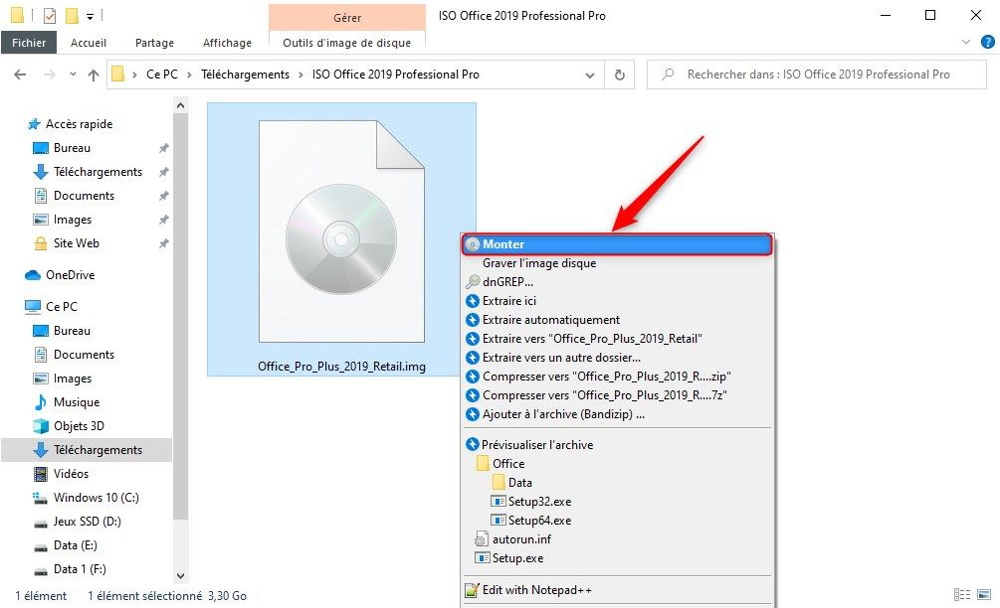 Gérer
ISO Office 2019 Professional Pro
Fichier
Accueil
Partage
Affichage
Outils d'image de disque
Ce PC > Téléchargements > ISO Office 2019 Professional Pro
Rechercher dans : ISO Office 2019 Professional Pro
Accès rapide
Bureau
Téléchargements
Documents
Images
Site Web
OneDrive
Ce PC
Bureau
Documents
Images
Musique
Objets 3D
Téléchargements
Vidéos
Windows 10 (C:)
Jeux SSD (D:)
Data (E:)
Data 1 (F:)
Office_Pro_Plus_2019_Retail.img
Monter
Graver l'image disque
dnGREP...
Extraire ici
Extraire automatiquement
Extraire vers "Office_Pro_Plus_2019_Retail"
Extraire vers un autre dossier...
Compresser vers "Office_Pro_Plus_2019_R....zip"
Compresser vers "Office_Pro_Plus_2019_R....7z"
Ajouter à l'archive (Bandizip) ...
Prévisualiser l'archive
Office
Data
Setup32.exe
Setup64.exe
autorun.inf
Setup.exe
Edit with Notepad++
1 élément
1 élément sélectionné 3,30 Go